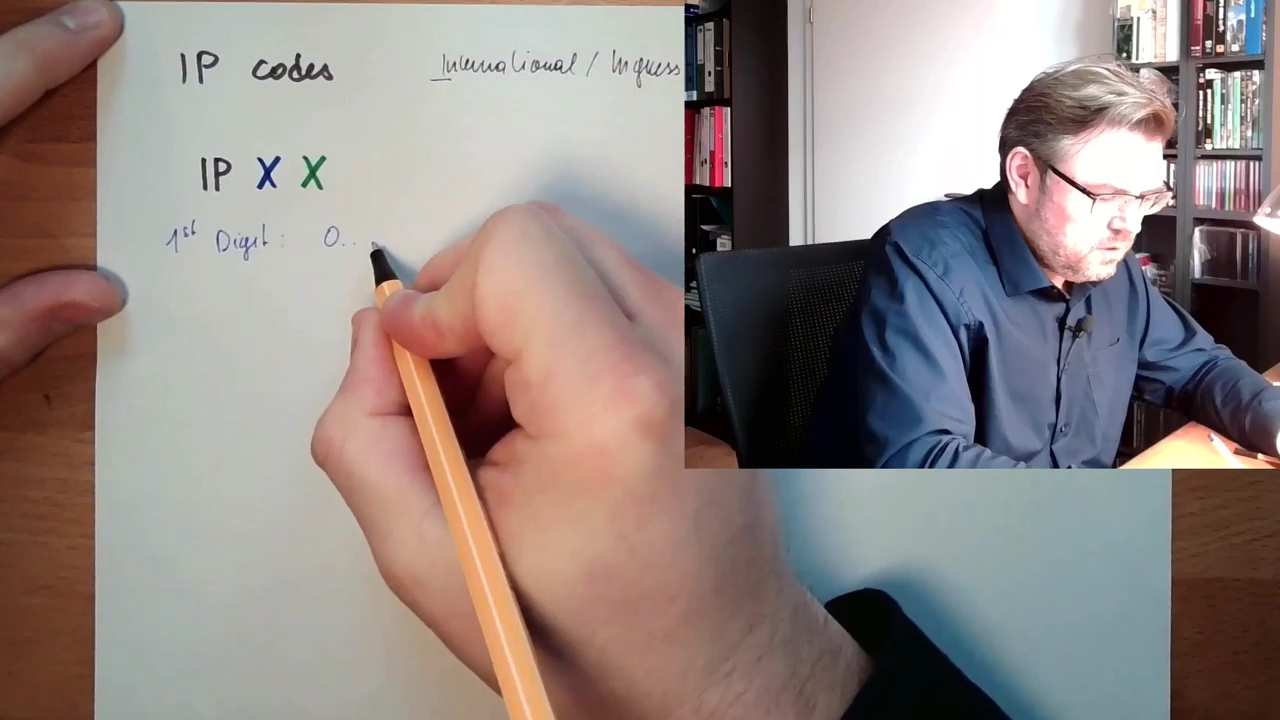 IP codes International / Ingress
IP X X
1st Digit: 0..